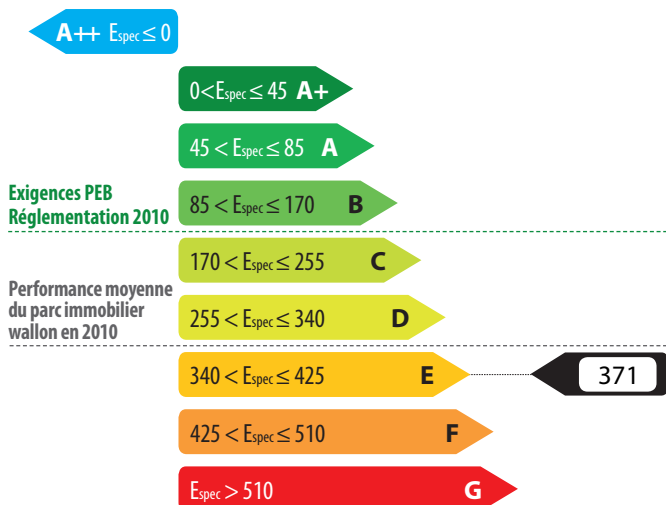 A++ Espec ≤ 0
0<Espec ≤ 45 A+
45 < Espec ≤ 85 A
Exigences PEB
Réglementation 2010
85 < Espec ≤ 170 B
170 < Espec ≤ 255 C
Performance moyenne
du parc immobilier
wallon en 2010
255 < Espec ≤ 340 D
340 < Espec ≤ 425 E
371
425 < Espec ≤ 510 F
Espec > 510 G